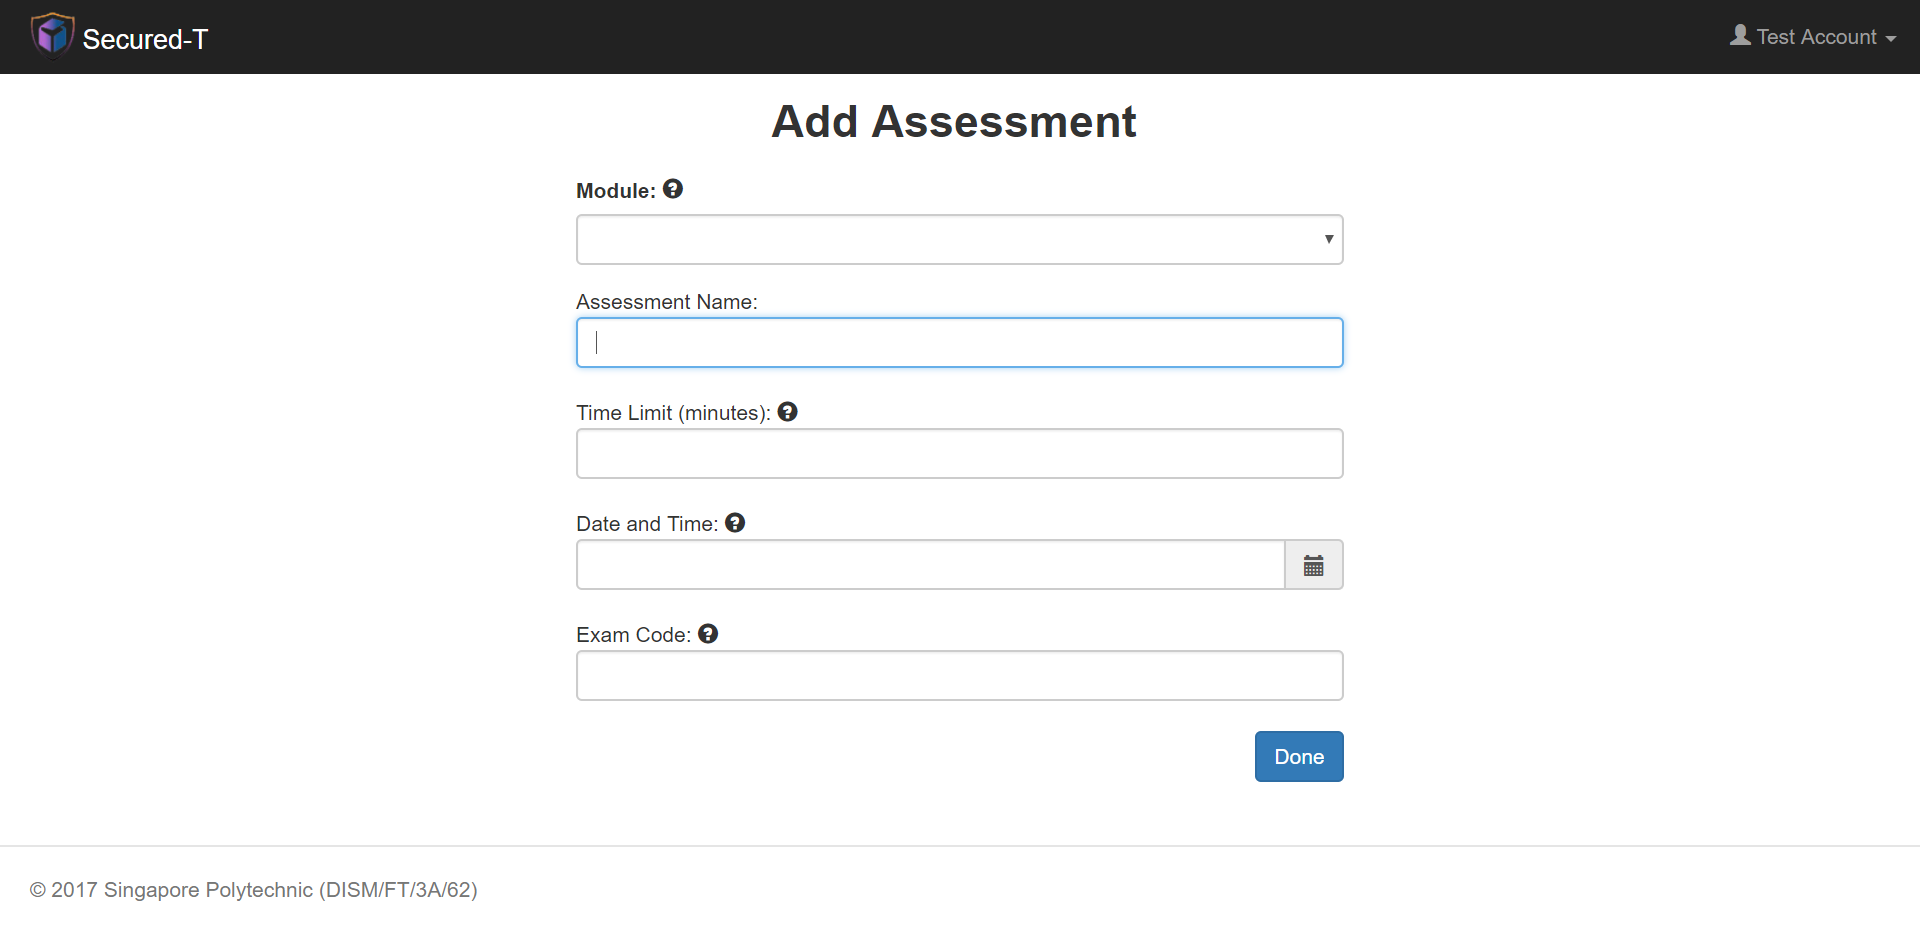 Secured-T
Test Account
Add Assessment
Module:
Assessment Name:
Time Limit (minutes):
Date and Time:
Exam Code:
Done
© 2017 Singapore Polytechnic (DISM/FT/3A/62)